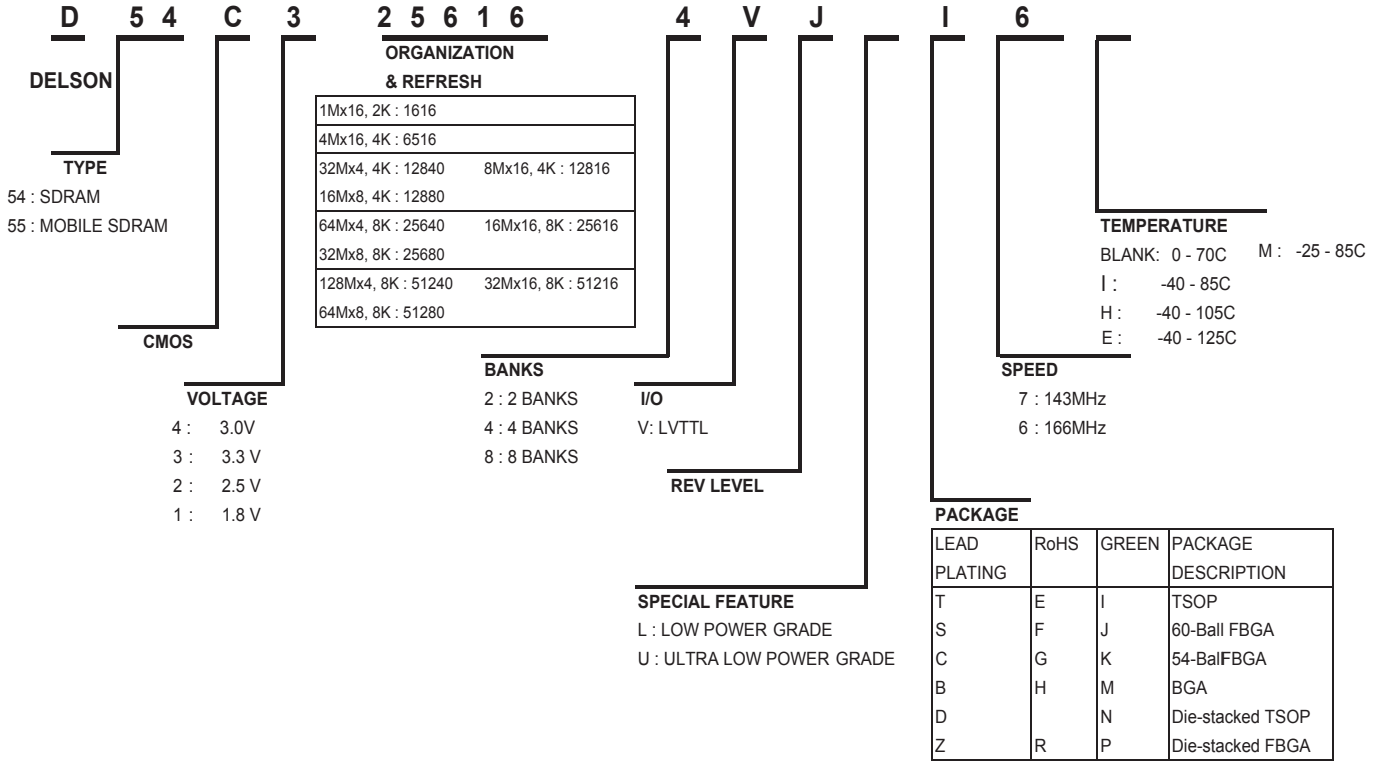 D 5 4 C 3 2 5 6 1 6 4 V J I 6
DELSON
ORGANIZATION
& REFRESH
1Mx16, 2K : 1616
4Mx16, 4K : 6516
32Mx4, 4K : 12840 8Mx16, 4K : 12816
16Mx8, 4K : 12880
64Mx4, 8K : 25640 16Mx16, 8K : 25616
32Mx8, 8K : 25680
128Mx4, 8K : 51240 32Mx16, 8K : 51216
64Mx8, 8K : 51280
TYPE
54 : SDRAM
55 : MOBILE SDRAM
CMOS
VOLTAGE
4 : 3.0V
3 : 3.3 V
2 : 2.5 V
1 : 1.8 V
BANKS
2 : 2 BANKS
4 : 4 BANKS
8 : 8 BANKS
I/O
V: LVTTL
REV LEVEL
SPECIAL FEATURE
L : LOW POWER GRADE
U : ULTRA LOW POWER GRADE
TEMPERATURE
BLANK: 0 - 70C M : -25 - 85C
I : -40 - 85C
H : -40 - 105C
E : -40 - 125C
SPEED
7 : 143MHz
6 : 166MHz
PACKAGE
LEAD RoHS GREEN PACKAGE
PLATING DESCRIPTION
T E I TSOP
S F J 60-Ball FBGA
C G K 54-BallFBGA
B H M BGA
D N Die-stacked TSOP
Z R P Die-stacked FBGA